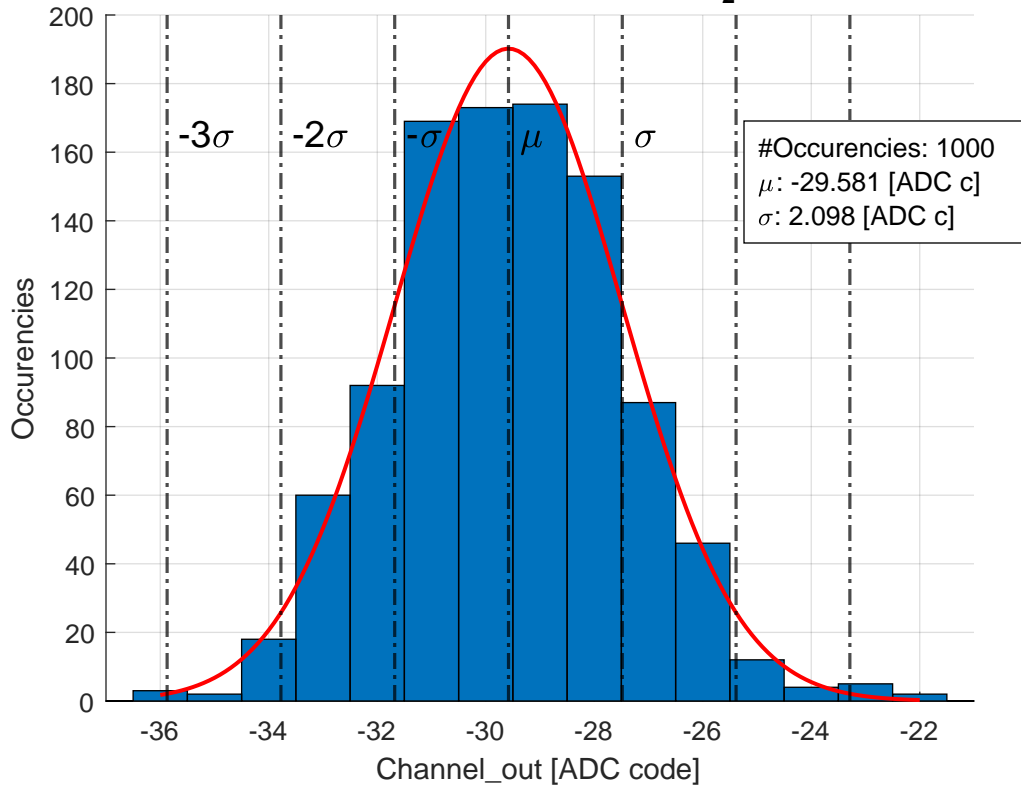 200
180
160
140
120
100
80
60
40
20
0
Occurencies
-3σ
-2σ
-σ
μ
σ
#Occurencies: 1000
μ: -29.581 [ADC c]
σ: 2.098 [ADC c]
-36
-34
-32
-30
-28
-26
-24
-22
Channel_out [ADC code]